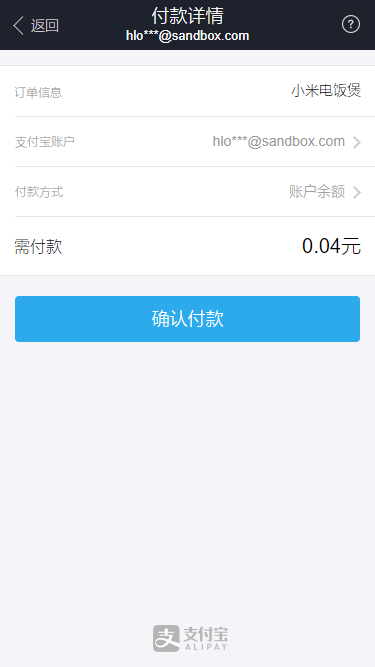 返回
付款详情
hlo***@sandbox.com
?
订单信息 小米电饭煲
支付宝账户 hlo***@sandbox.com
付款方式 账户余额
需付款 0.04元
确认付款
支 支付宝
ALIPAY